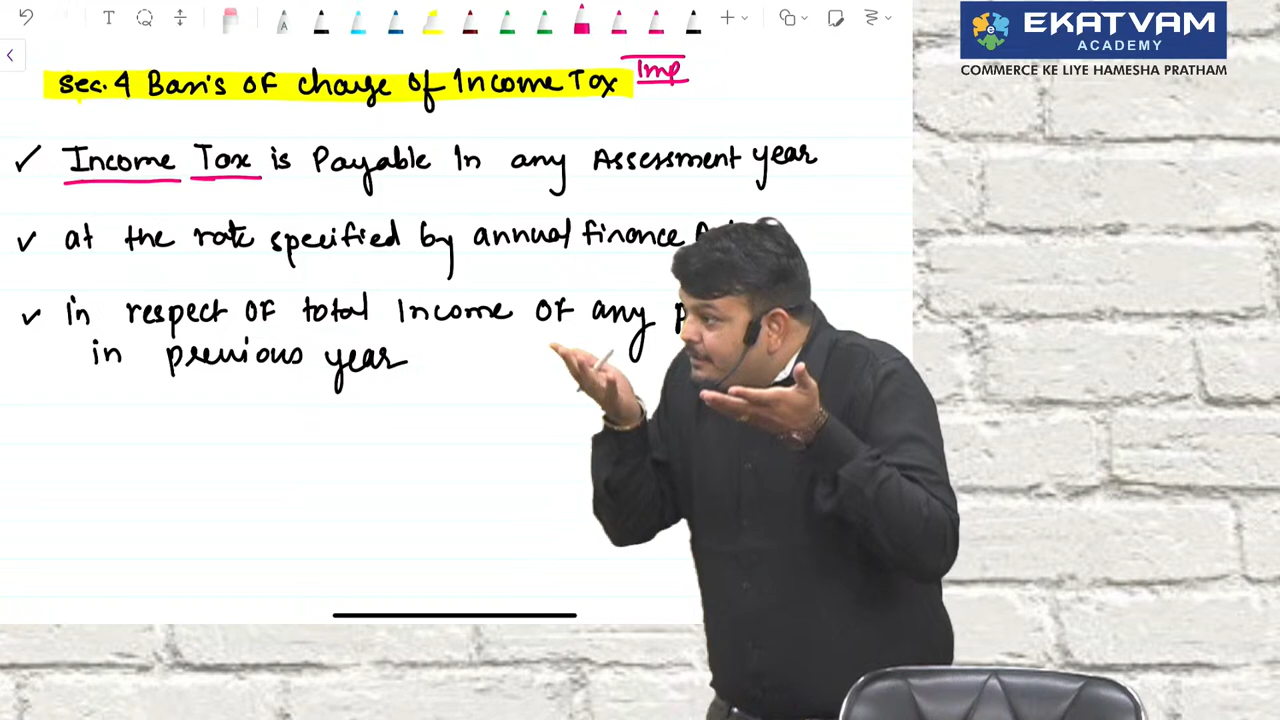 EKATVAM
ACADEMY
COMMERCE KE LIYE HAMESHA PRATHAM
Sec. 4 Basis of charge of Income Tax Imp
✓ Income Tax is Payable In any Assessment year
✓ at the rate specified by annual finance
✓ in respect of total Income of any
in previous year